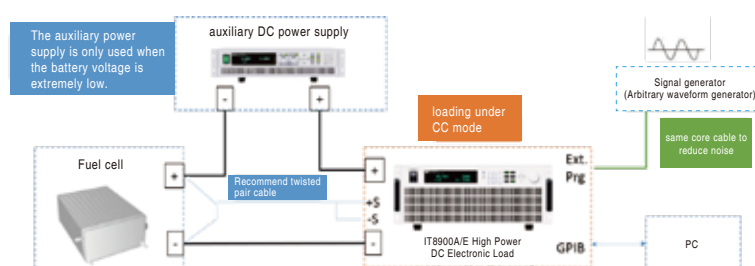 The auxiliary power
supply is only used when
the battery voltage is
extremely low.
auxiliary DC power supply
-
+
Signal generator
(Arbitrary waveform generator)
loading under
CC mode
same core cable to
reduce noise
Fuel cell
+
-
Recommend twisted
pair cable
+
+S
-S
-
Ext.
Prg
GPIB
IT8900A/E High Power
DC Electronic Load
PC